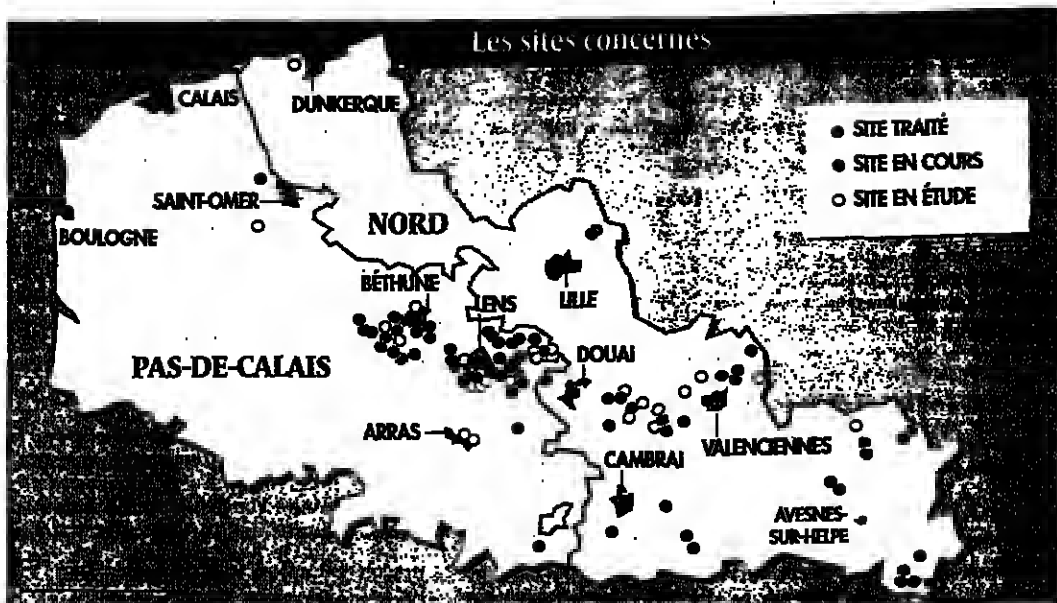 Les sites concernés
CALAIS
DUNKERQUE
SITE TRAITÉ
SITE EN COURS
SITE EN ÉTUDE
SAINT-OMER
NORD
BOULOGNE
LILLE
BÉTHUNE
LENS
PAS-DE-CALAIS
DOUAI
ARRAS
VALENCIENNES
CAMBRAI
AVESNES-
SUR-HELPE